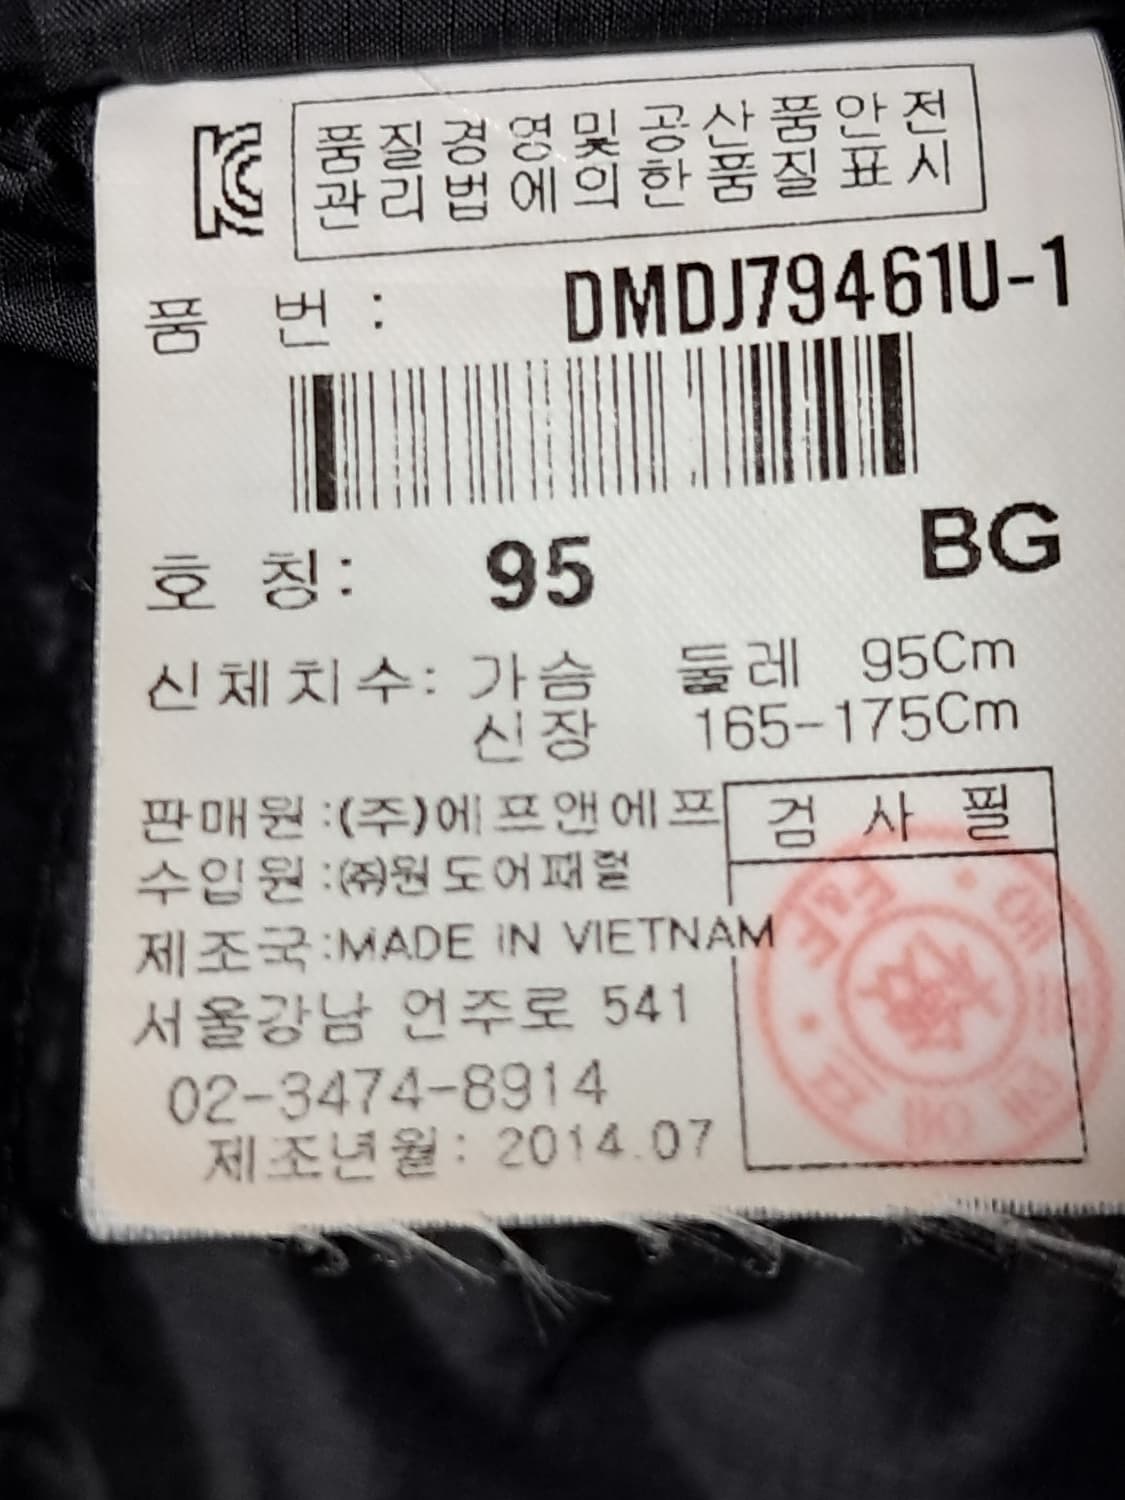 품질경영및공산품안전
관리법에의한품질표시
품 번 : DMDJ79461U-1
호 칭: 95 BG
신체치수: 가슴 둘레 95Cm
신장 165-175Cm
판매원:(주)에프앤에프
수입원:㈜원도어패럴
제조국:MADE iN VIETNAM
서울강남 언주로 541
02-3474-8914
제조년월: 2014.07
검 사 필
F&F